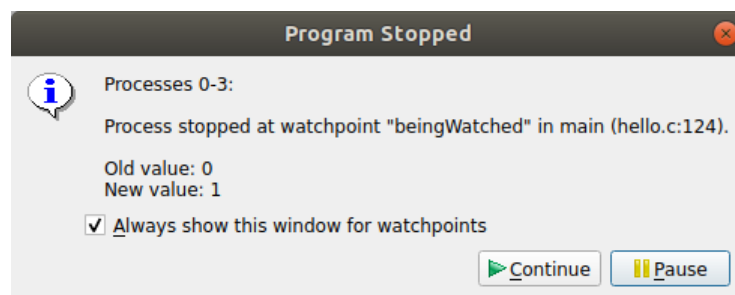 Program Stopped
Processes 0-3:
Process stopped at watchpoint "beingWatched" in main (hello.c:124).
Old value: 0
New value: 1
Always show this window for watchpoints
Continue
Pause